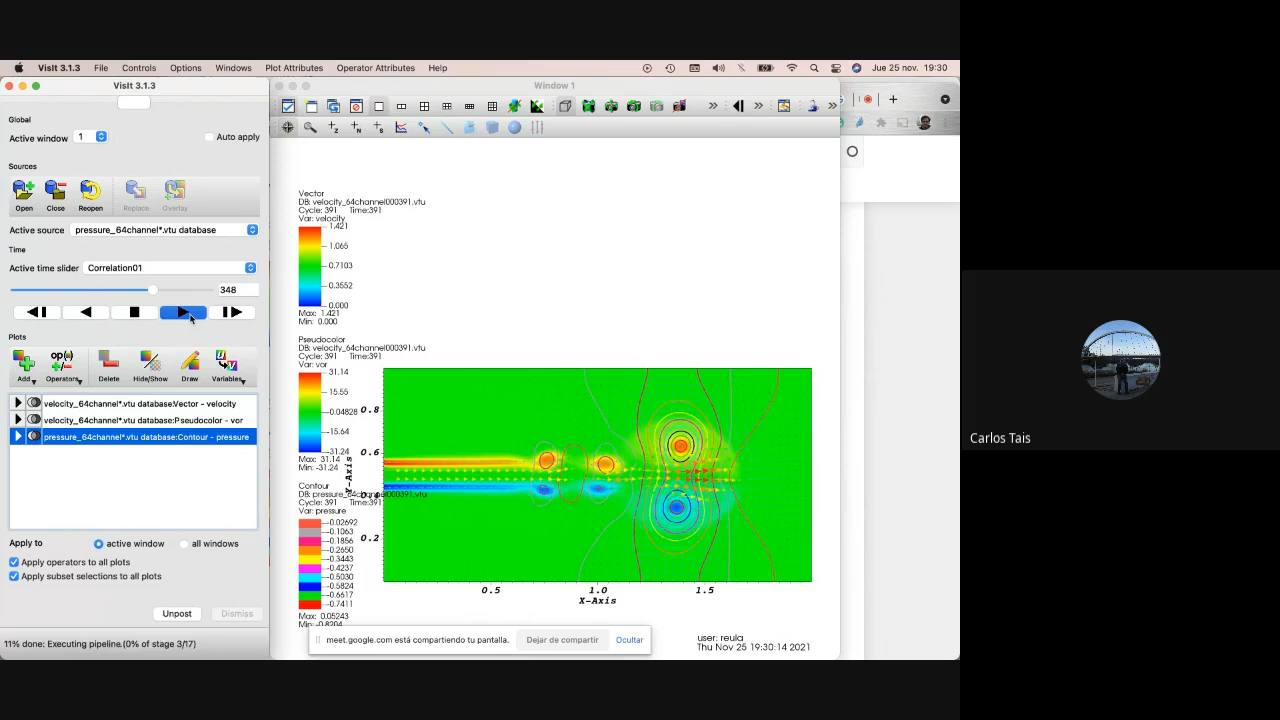 VisIt 3.1.3 File Controls Options Windows Plot Attributes Operator Attributes Help Jue 25 nov. 19:30
VisIt 3.1.3
Global
Active window 1 Auto apply
Sources
Open Close Reopen Replace Overlay
Active source pressure_64channel*.vtu database
Time
Active time slider Correlation01
348
Plots
Add Operators Delete Hide/Show Draw Variables
velocity_64channel*.vtu database:Vector - velocity
velocity_64channel*.vtu database:Pseudocolor - vor
pressure_64channel*.vtu database:Contour - pressure
Apply to active window all windows
Apply operators to all plots
Apply subset selections to all plots
Unpost Dismiss
11% done: Executing pipeline.(0% of stage 3/17)
Window 1
Vector
DB: velocity_64channel000391.vtu
Cycle: 391 Time:391
Var: velocity
1.421
1.065
0.7103
0.3552
0.000
Max: 1.421
Min: 0.000
Pseudocolor
DB: velocity_64channel000391.vtu
Cycle: 391 Time:391
Var: vor
31.14
15.55
-0.04828
-15.64
-31.24
Max: 31.14
Min: -31.24
Contour
DB: pressure_64channel000391.vtu
Cycle: 391 Time:391
Var: pressure
-0.02692
-0.1063
-0.1856
-0.2650
-0.3443
-0.4237
-0.5030
-0.5824
-0.6617
-0.7411
Max: 0.05243
Min: -0.8204
0.8
0.6
0.4
0.2
Y-Axis
0.5 1.0 1.5
X-Axis
meet.google.com está compartiendo tu pantalla. Dejar de compartir Ocultar
user: reula
Thu Nov 25 19:30:14 2021
Carlos Tais